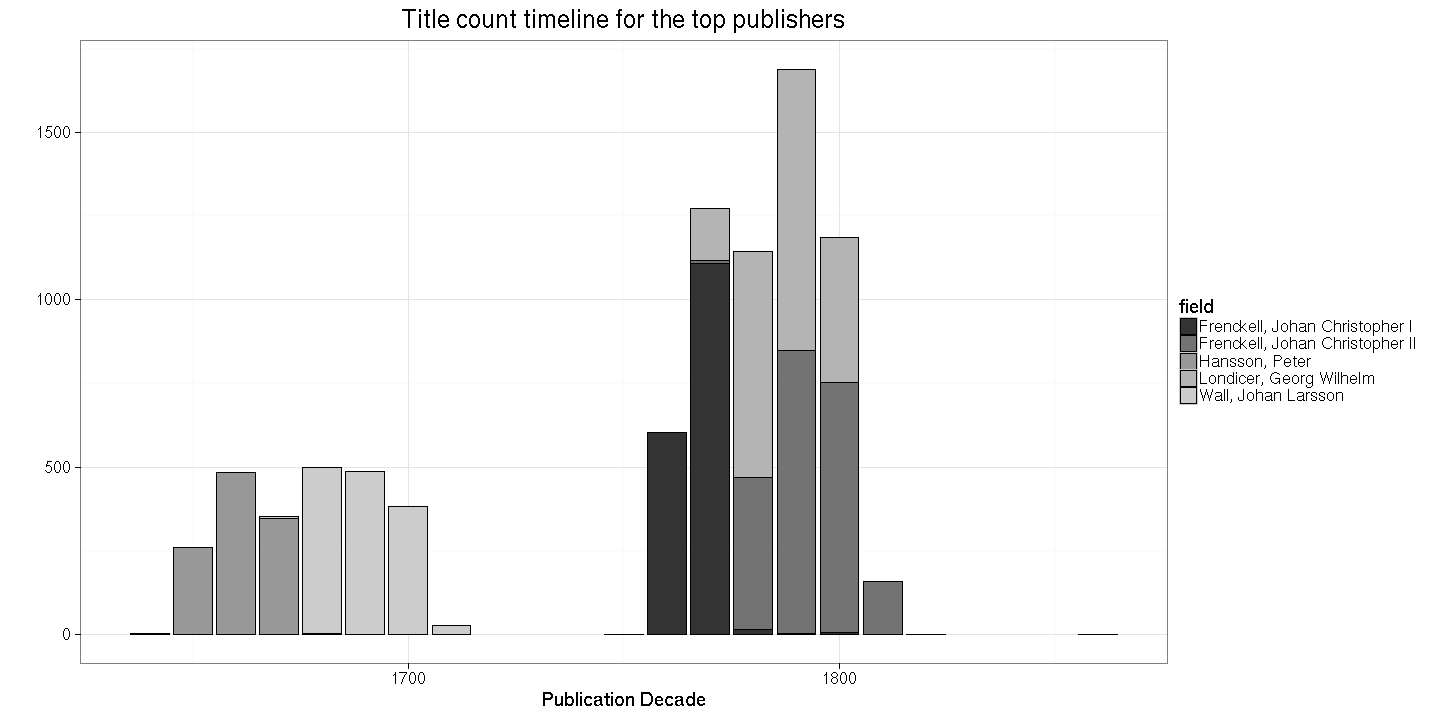 Title count timeline for the top publishers
1500
1000
500
0
1700
1800
Publication Decade
field
Frenckell, Johan Christopher I
Frenckell, Johan Christopher II
Hansson, Peter
Londicer, Georg Wilhelm
Wall, Johan Larsson